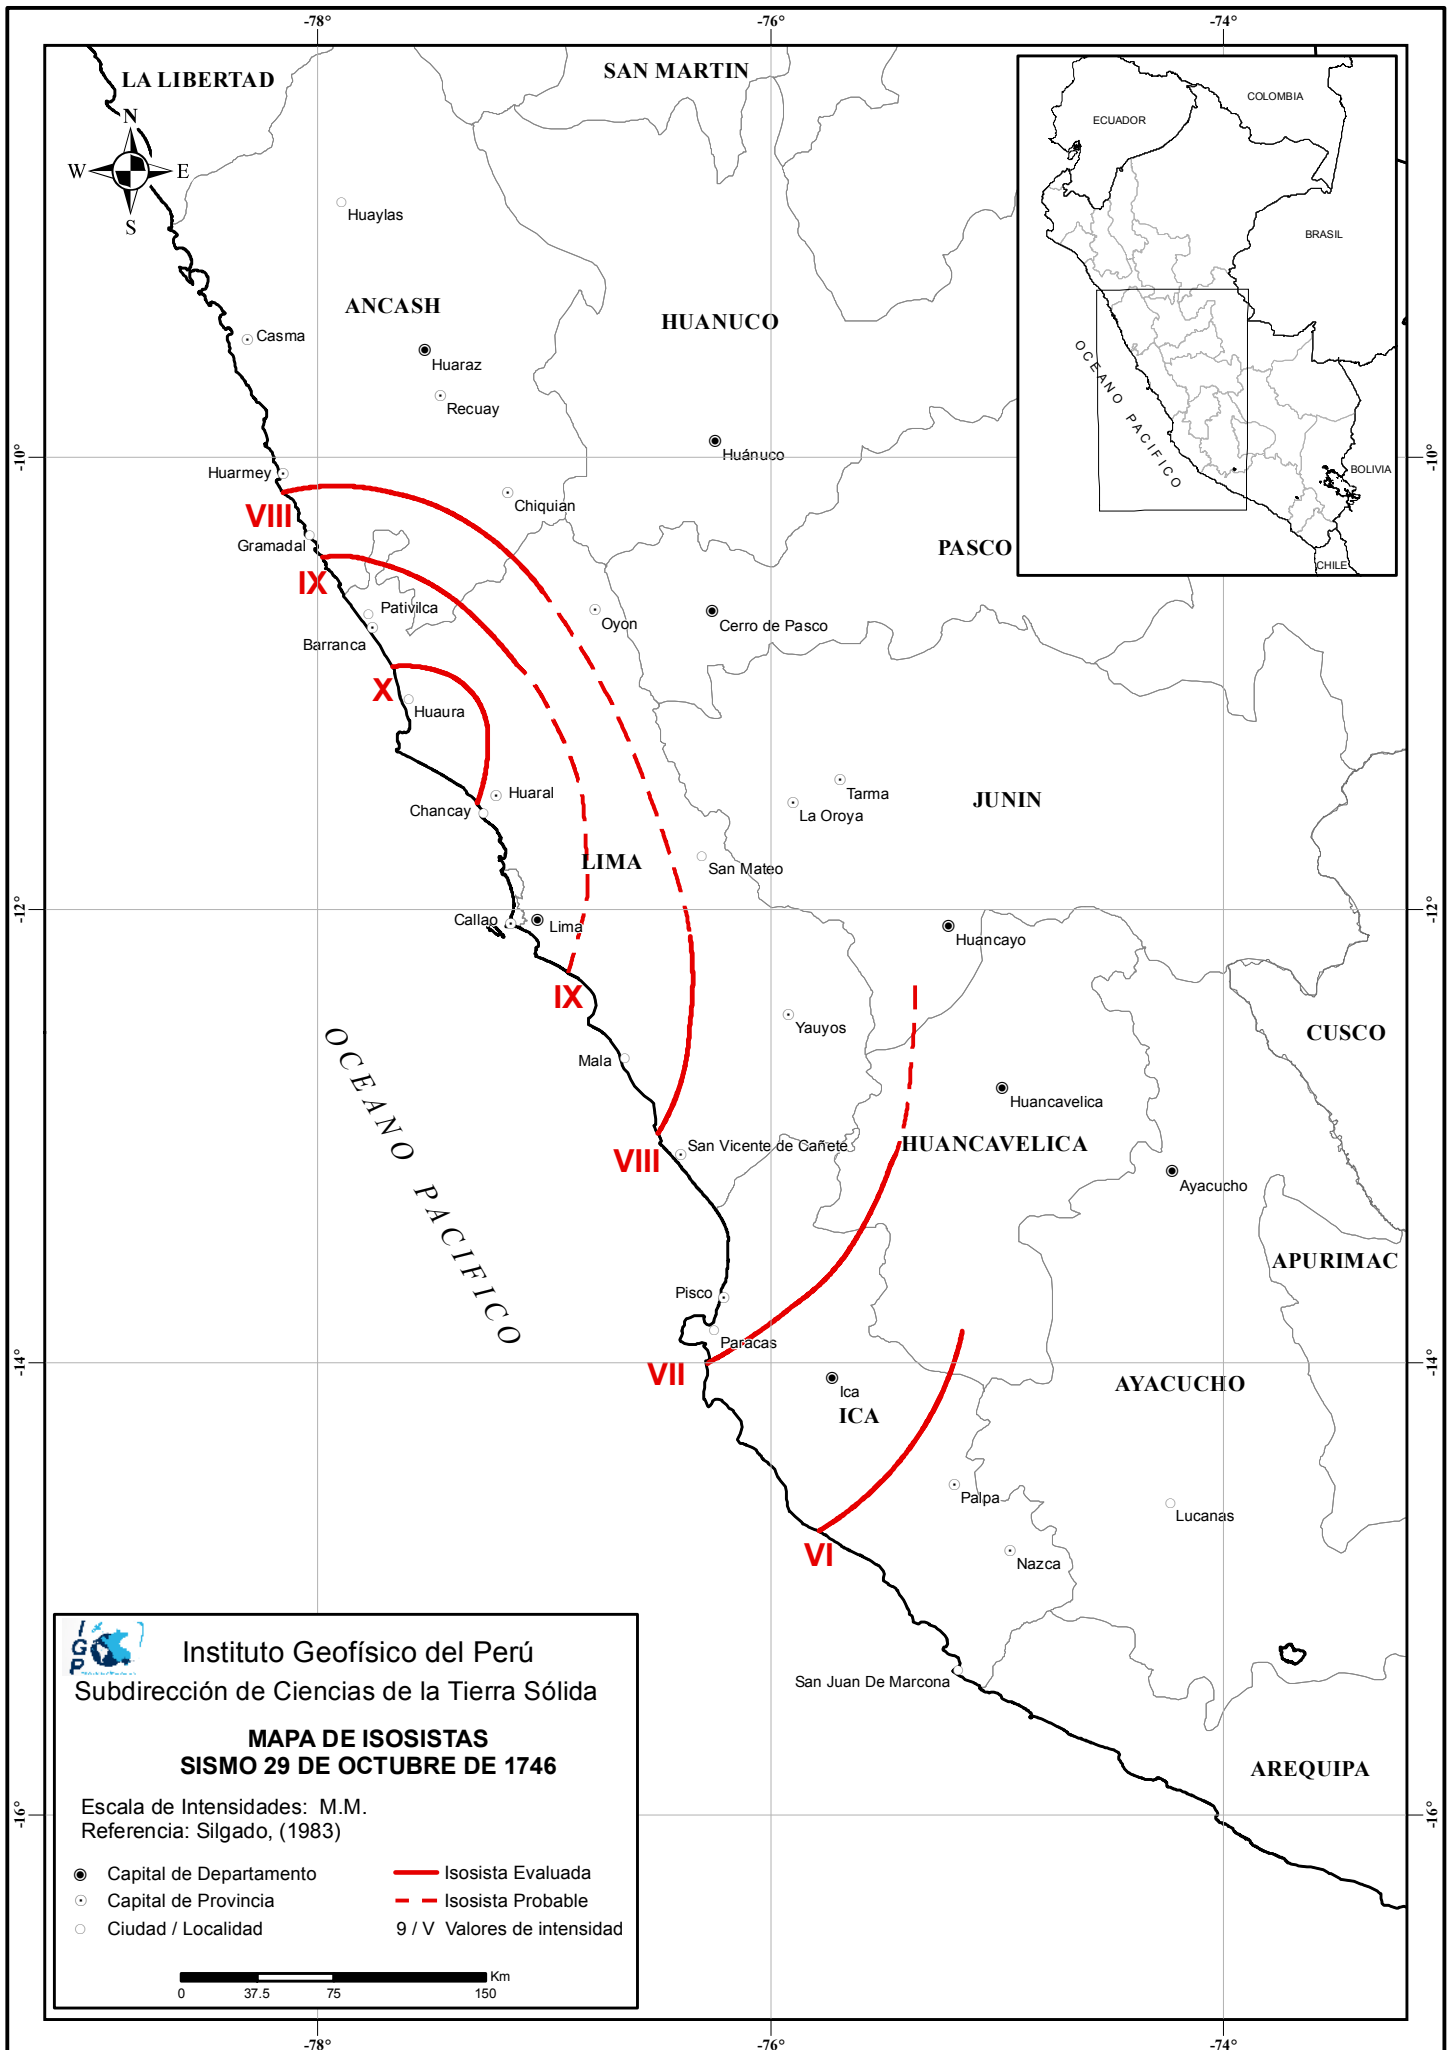 -78°
-76°
-74°
LA LIBERTAD
SAN MARTIN
N
W
E
S
COLOMBIA
ECUADOR
BRASIL
OCEANO PACIFICO
BOLIVIA
CHILE
Huaylas
ANCASH
HUANUCO
Casma
Huaraz
Recuay
Huánuco
-10°
-10°
Huarmey
Chiquian
VIII
Gramadal
PASCO
IX
Pativilca
Oyon
Cerro de Pasco
Barranca
X
Huaura
Huaral
Tarma
JUNIN
Chancay
La Oroya
LIMA
San Mateo
-12°
-12°
Callao
Lima
Huancayo
IX
Yauyos
CUSCO
OCEANO PACIFICO
Mala
Huancavelica
San Vicente de Cañete
HUANCAVELICA
VIII
Ayacucho
APURIMAC
Pisco
Paracas
-14°
-14°
VII
Ica
AYACUCHO
ICA
Palpa
Lucanas
VI
Nazca
San Juan De Marcona
AREQUIPA
-16°
-16°
IGP
Instituto Geofísico del Perú
Subdirección de Ciencias de la Tierra Sólida
MAPA DE ISOSISTAS
SISMO 29 DE OCTUBRE DE 1746
Escala de Intensidades: M.M.
Referencia: Silgado, (1983)
Capital de Departamento
Isosista Evaluada
Capital de Provincia
Isosista Probable
Ciudad / Localidad
9 / V Valores de intensidad
Km
0 37.5 75 150
-78°
-76°
-74°